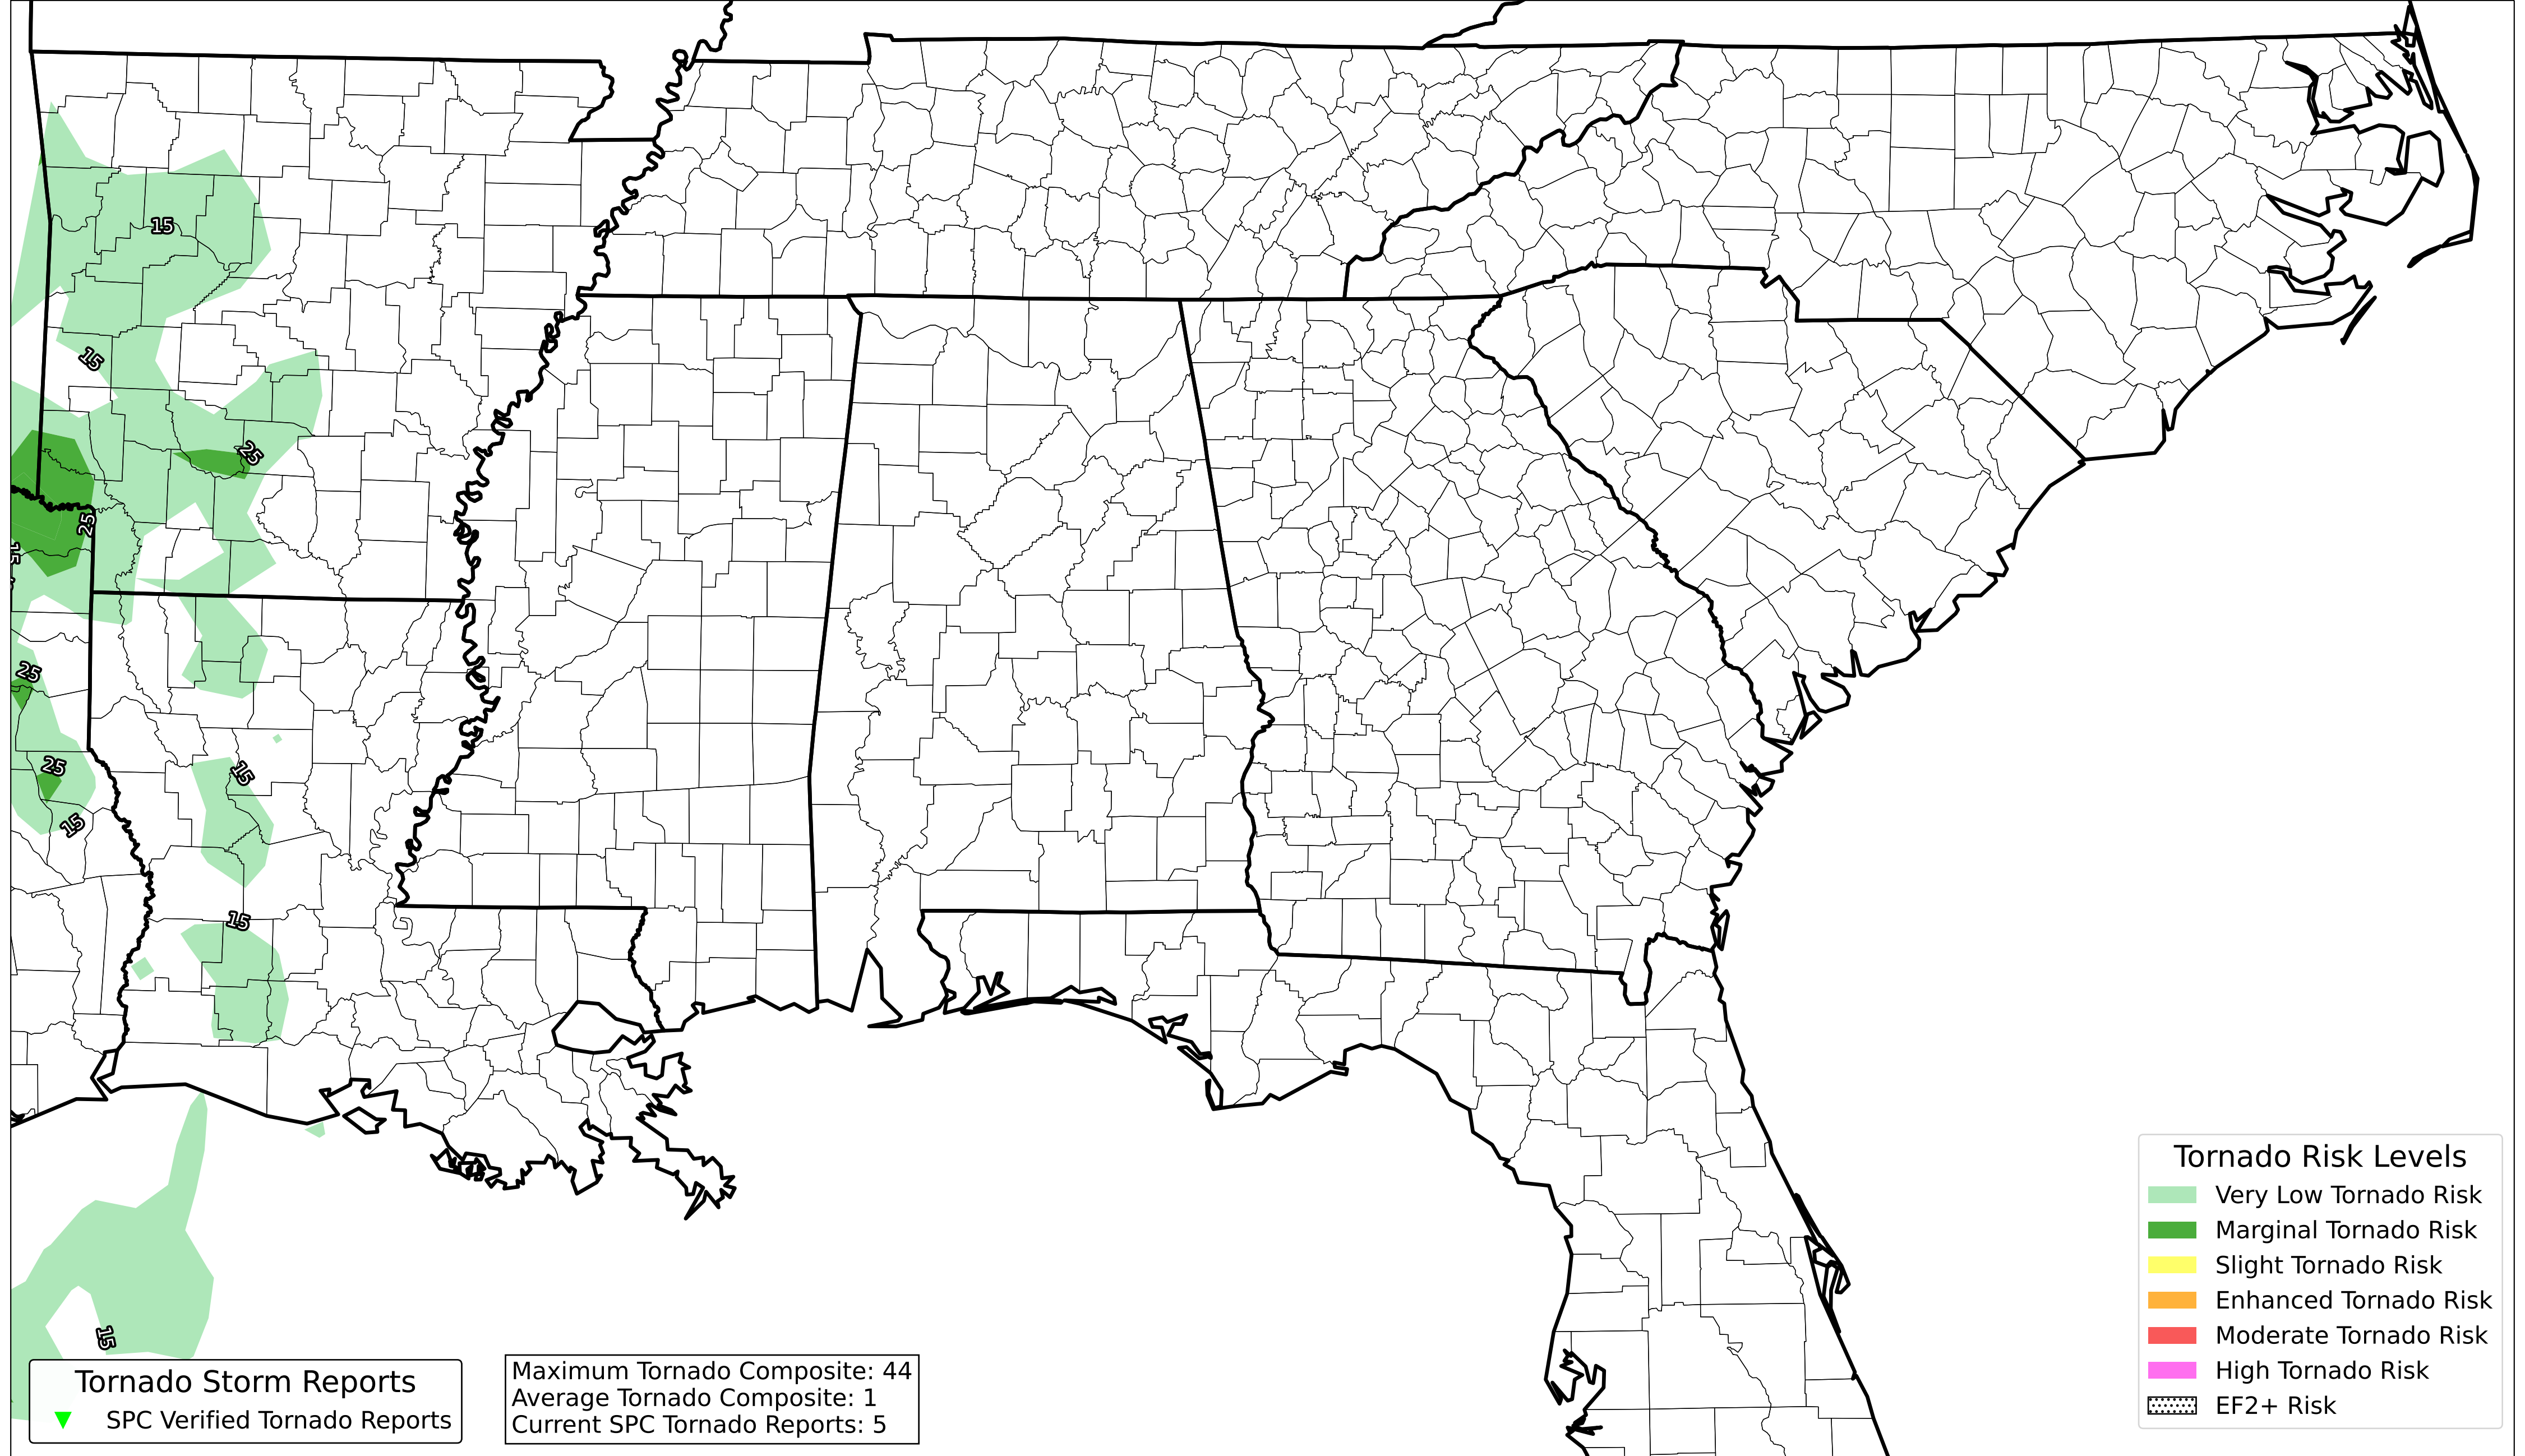 15
15
25
25
15
25
25
15
15
15
15
Tornado Storm Reports
SPC Verified Tornado Reports
Maximum Tornado Composite: 44
Average Tornado Composite: 1
Current SPC Tornado Reports: 5
Tornado Risk Levels
Very Low Tornado Risk
Marginal Tornado Risk
Slight Tornado Risk
Enhanced Tornado Risk
Moderate Tornado Risk
High Tornado Risk
EF2+ Risk